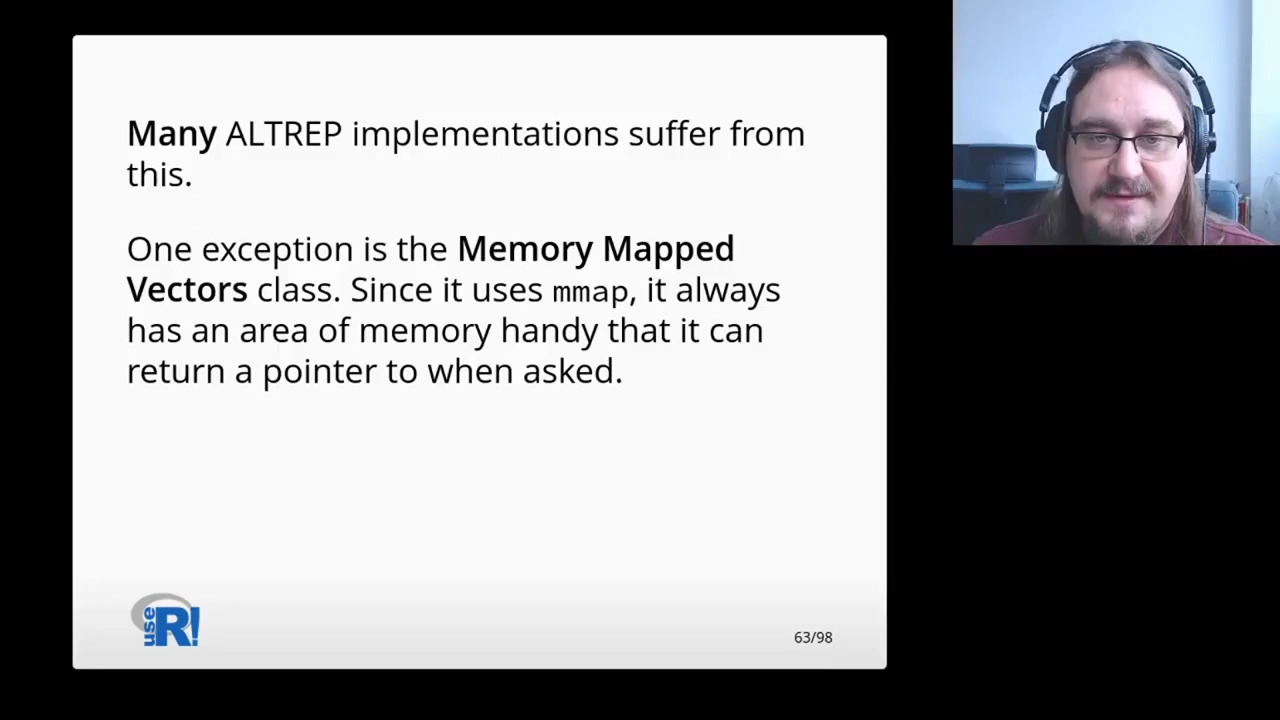 Many ALTREP implementations suffer from
this.
One exception is the Memory Mapped
Vectors class. Since it uses mmap, it always
has an area of memory handy that it can
return a pointer to when asked.
use R!
63/98